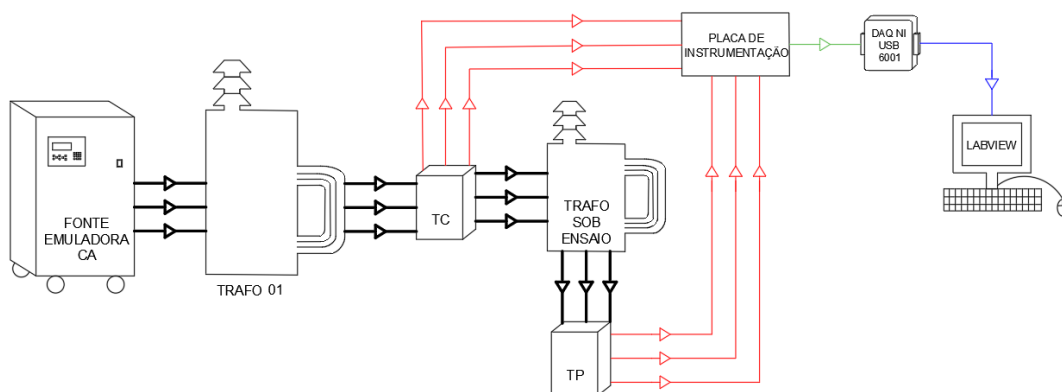 PLACA DE
INSTRUMENTAÇÃO
DAQ NI
USB
6001
LABVIEW
FONTE
EMULADORA
CA
TRAFO 01
TC
TRAFO
SOB
ENSAIO
TP